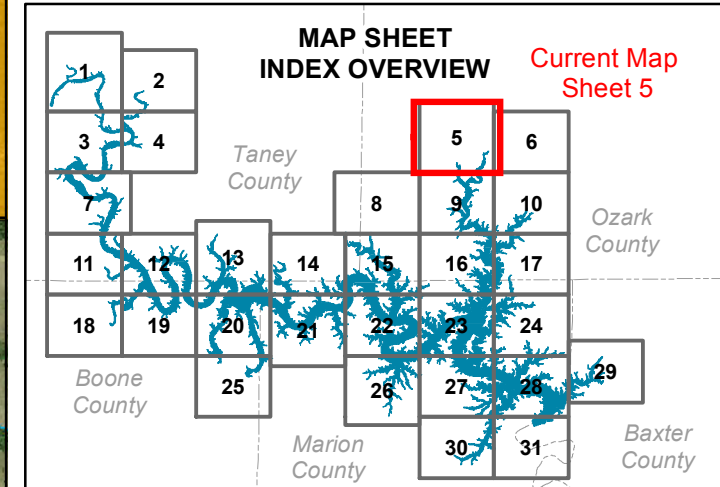 MAP SHEET
INDEX OVERVIEW
Current Map
Sheet 5
1
2
3
4
5
6
Taney
County
7
8
9
10
Ozark
County
11
12
13
14
15
16
17
18
19
20
21
22
23
24
Boone
County
25
26
27
28
29
Marion
County
30
31
Baxter
County